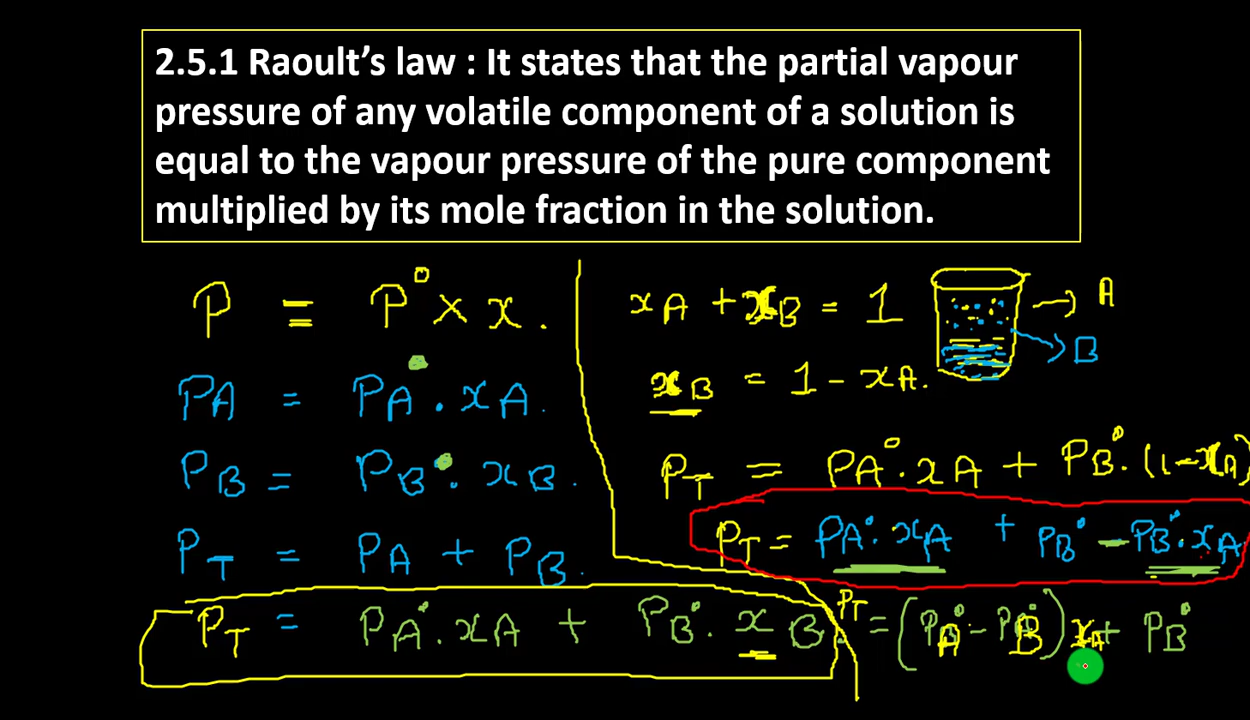 2.5.1 Raoult’s law : It states that the partial vapour
pressure of any volatile component of a solution is
equal to the vapour pressure of the pure component
multiplied by its mole fraction in the solution.
P = P° × x.
PA = PA°. xA.
PB = PB°. xB.
PT = PA + PB.
PT = PA°. xA + PB°. xB
xA + xB = 1
A
B
xB = 1 - xA.
PT = PA°. xA + PB°. (1-xA)
PT = PA°. xA + PB° - PB°. xA
PT = (PA° - PB°) xA + PB°